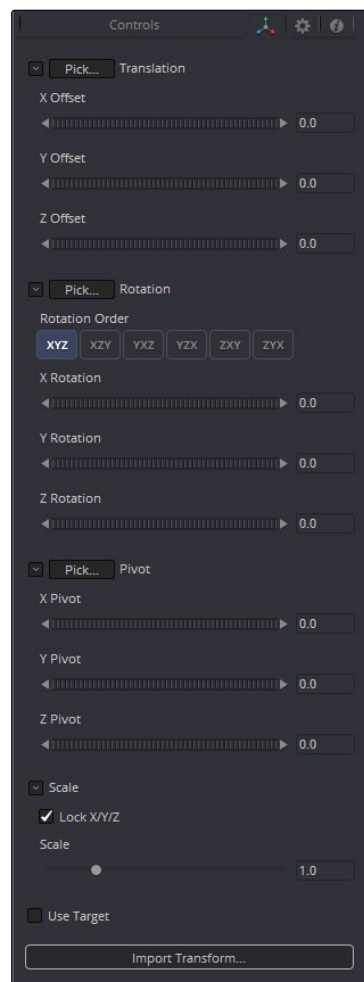 Controls
Pick... Translation
X Offset
0.0
Y Offset
0.0
Z Offset
0.0
Pick... Rotation
Rotation Order
XYZ XZY YXZ YZX ZXY ZYX
X Rotation
0.0
Y Rotation
0.0
Z Rotation
0.0
Pick... Pivot
X Pivot
0.0
Y Pivot
0.0
Z Pivot
0.0
Scale
Lock X/Y/Z
Scale
1.0
Use Target
Import Transform...